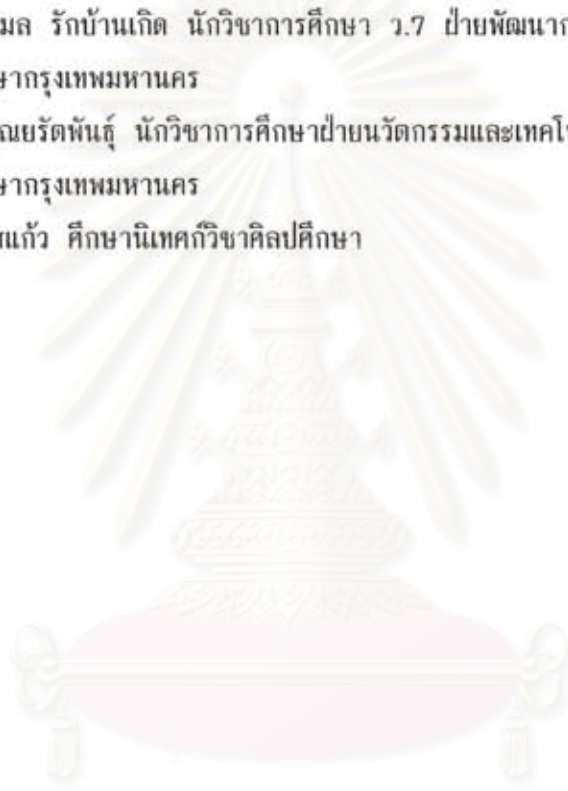 มล รักบ้านเกิด นักวิชาการศึกษา ว.7 ฝ่ายพัฒนาก
ษากรุงเทพมหานคร
ณยรัตพันธุ์ นักวิชาการศึกษาฝ่ายนวัตกรรมและเทคโน
ษากรุงเทพมหานคร
แก้ว ศึกษานิเทศก์วิชาศิลปศึกษา